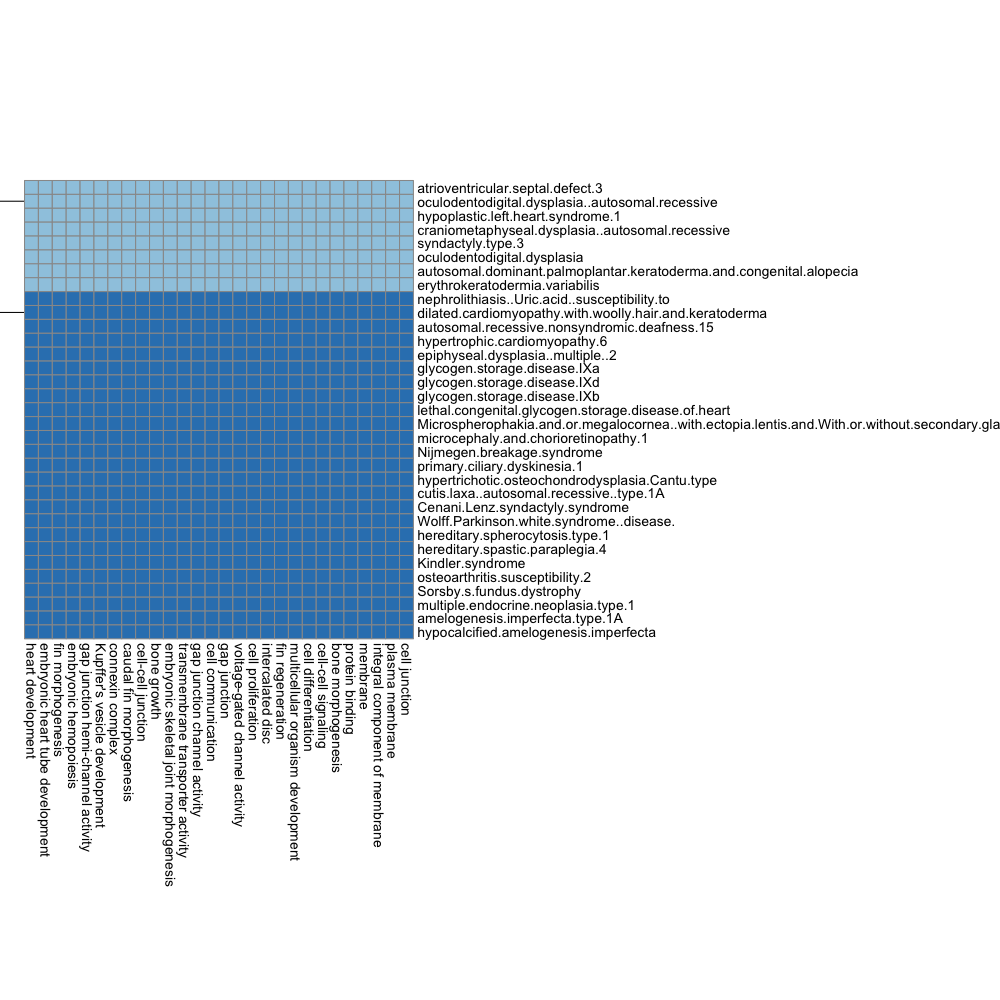 atrioventricular.septal.defect.3
oculodentodigital.dysplasia..autosomal.recessive
hypoplastic.left.heart.syndrome.1
craniometaphyseal.dysplasia..autosomal.recessive
syndactyly.type.3
oculodentodigital.dysplasia
autosomal.dominant.palmoplantar.keratoderma.and.congenital.alopecia
erythrokeratodermia.variabilis
nephrolithiasis..Uric.acid..susceptibility.to
dilated.cardiomyopathy.with.woolly.hair.and.keratoderma
autosomal.recessive.nonsyndromic.deafness.15
hypertrophic.cardiomyopathy.6
epiphyseal.dysplasia..multiple..2
glycogen.storage.disease.IXa
glycogen.storage.disease.IXd
glycogen.storage.disease.IXb
lethal.congenital.glycogen.storage.disease.of.heart
Microspherophakia.and.or.megalocornea..with.ectopia.lentis.and.With.or.without.secondary.gla
microcephaly.and.chorioretinopathy.1
Nijmegen.breakage.syndrome
primary.ciliary.dyskinesia.1
hypertrichotic.osteochondrodysplasia.Cantu.type
cutis.laxa..autosomal.recessive..type.1A
Cenani.Lenz.syndactyly.syndrome
Wolff.Parkinson.white.syndrome..disease.
hereditary.spherocytosis.type.1
hereditary.spastic.paraplegia.4
Kindler.syndrome
osteoarthritis.susceptibility.2
Sorsby.s.fundus.dystrophy
multiple.endocrine.neoplasia.type.1
amelogenesis.imperfecta.type.1A
hypocalcified.amelogenesis.imperfecta
heart development
embryonic heart tube development
fin morphogenesis
embryonic hemopoiesis
gap junction hemi-channel activity
Kupffer's vesicle development
connexin complex
caudal fin morphogenesis
cell-cell junction
bone growth
embryonic skeletal joint morphogenesis
transmembrane transporter activity
gap junction channel activity
cell communication
gap junction
voltage-gated channel activity
cell proliferation
intercalated disc
fin regeneration
multicellular organism development
cell differentiation
cell-cell signaling
bone morphogenesis
protein binding
membrane
integral component of membrane
plasma membrane
cell junction